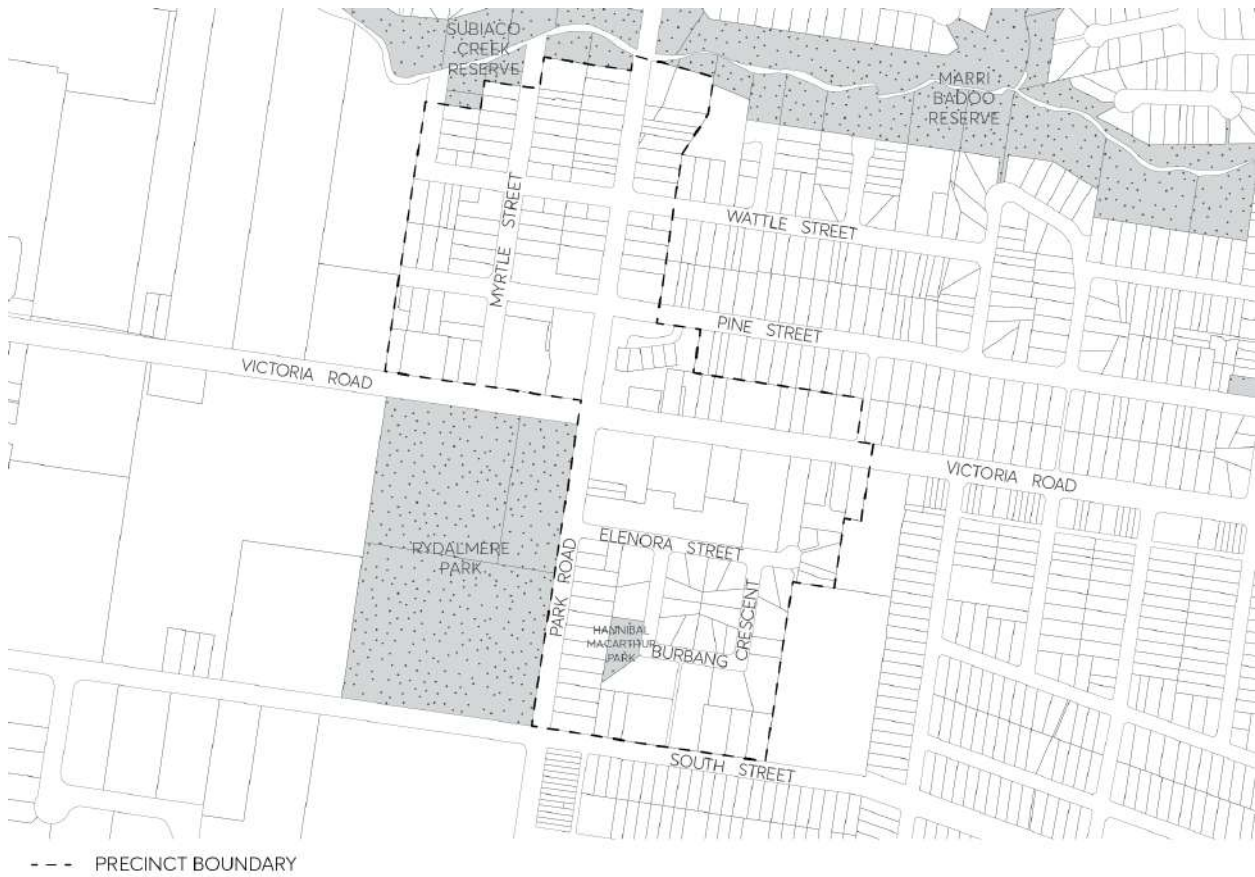 SUBIACO
CREEK
RESERVE
MARRI
BADOO
RESERVE
MYRTLE STREET
WATTLE STREET
PINE STREET
VICTORIA ROAD
VICTORIA ROAD
ELENORA STREET
RYDALMERE
PARK
PARK ROAD
HANNIBAL
MACARTHUR
PARK
BURBANG
CRESCENT
SOUTH STREET
PRECINCT BOUNDARY